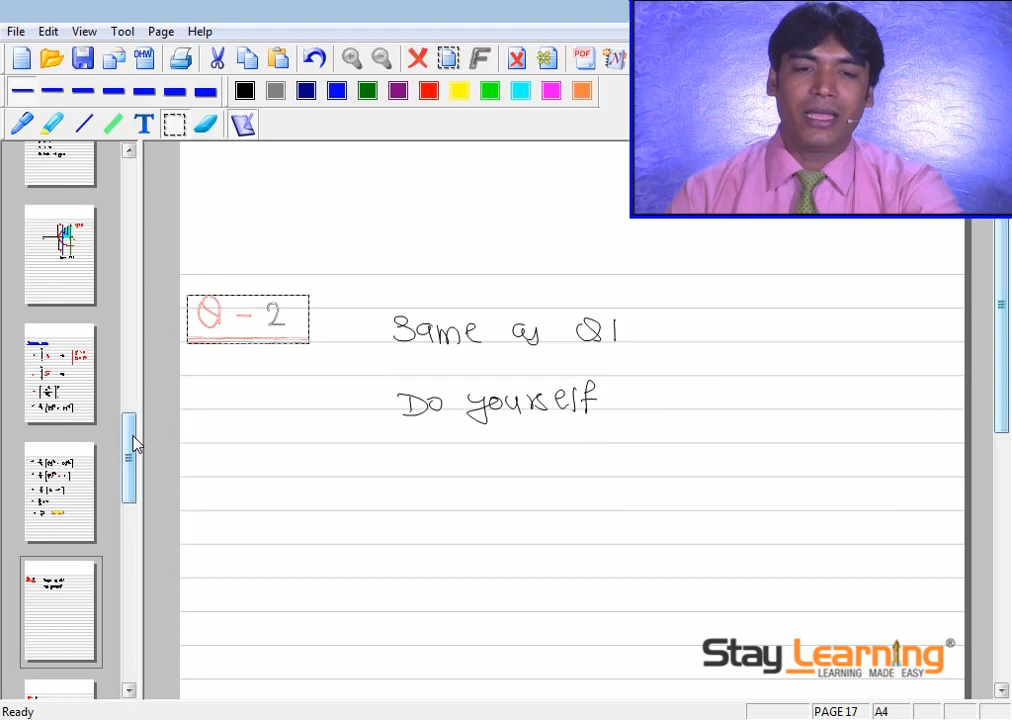 File Edit View Tool Page Help
PDF
Q - 2
Same as Q1
Do yourself
Stay Learning®
LEARNING MADE EASY
Ready
PAGE 17 A4